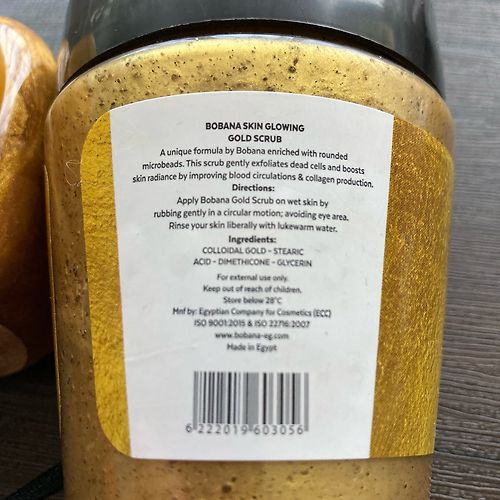 BOBANA SKIN GLOWING
GOLD SCRUB
A unique formula by Bobana enriched with rounded
microbeads. This scrub gently exfoliates dead cells and boosts
skin radiance by improving blood circulations & collagen production.
Directions:
Apply Bobana Gold Scrub on wet skin by
rubbing gently in a circular motion; avoiding eye area.
Rinse your skin liberally with lukewarm water.
Ingredients:
COLLOIDAL GOLD - STEARIC
ACID - DIMETHICONE - GLYCERIN
For external use only.
Keep out of reach of children.
Store below 28°C
Mnf by: Egyptian Company for Cosmetics (ECC)
ISO 9001:2015 & ISO 22716:2007
www.bobana-eg.com
Made in Egypt
6 222019 603056